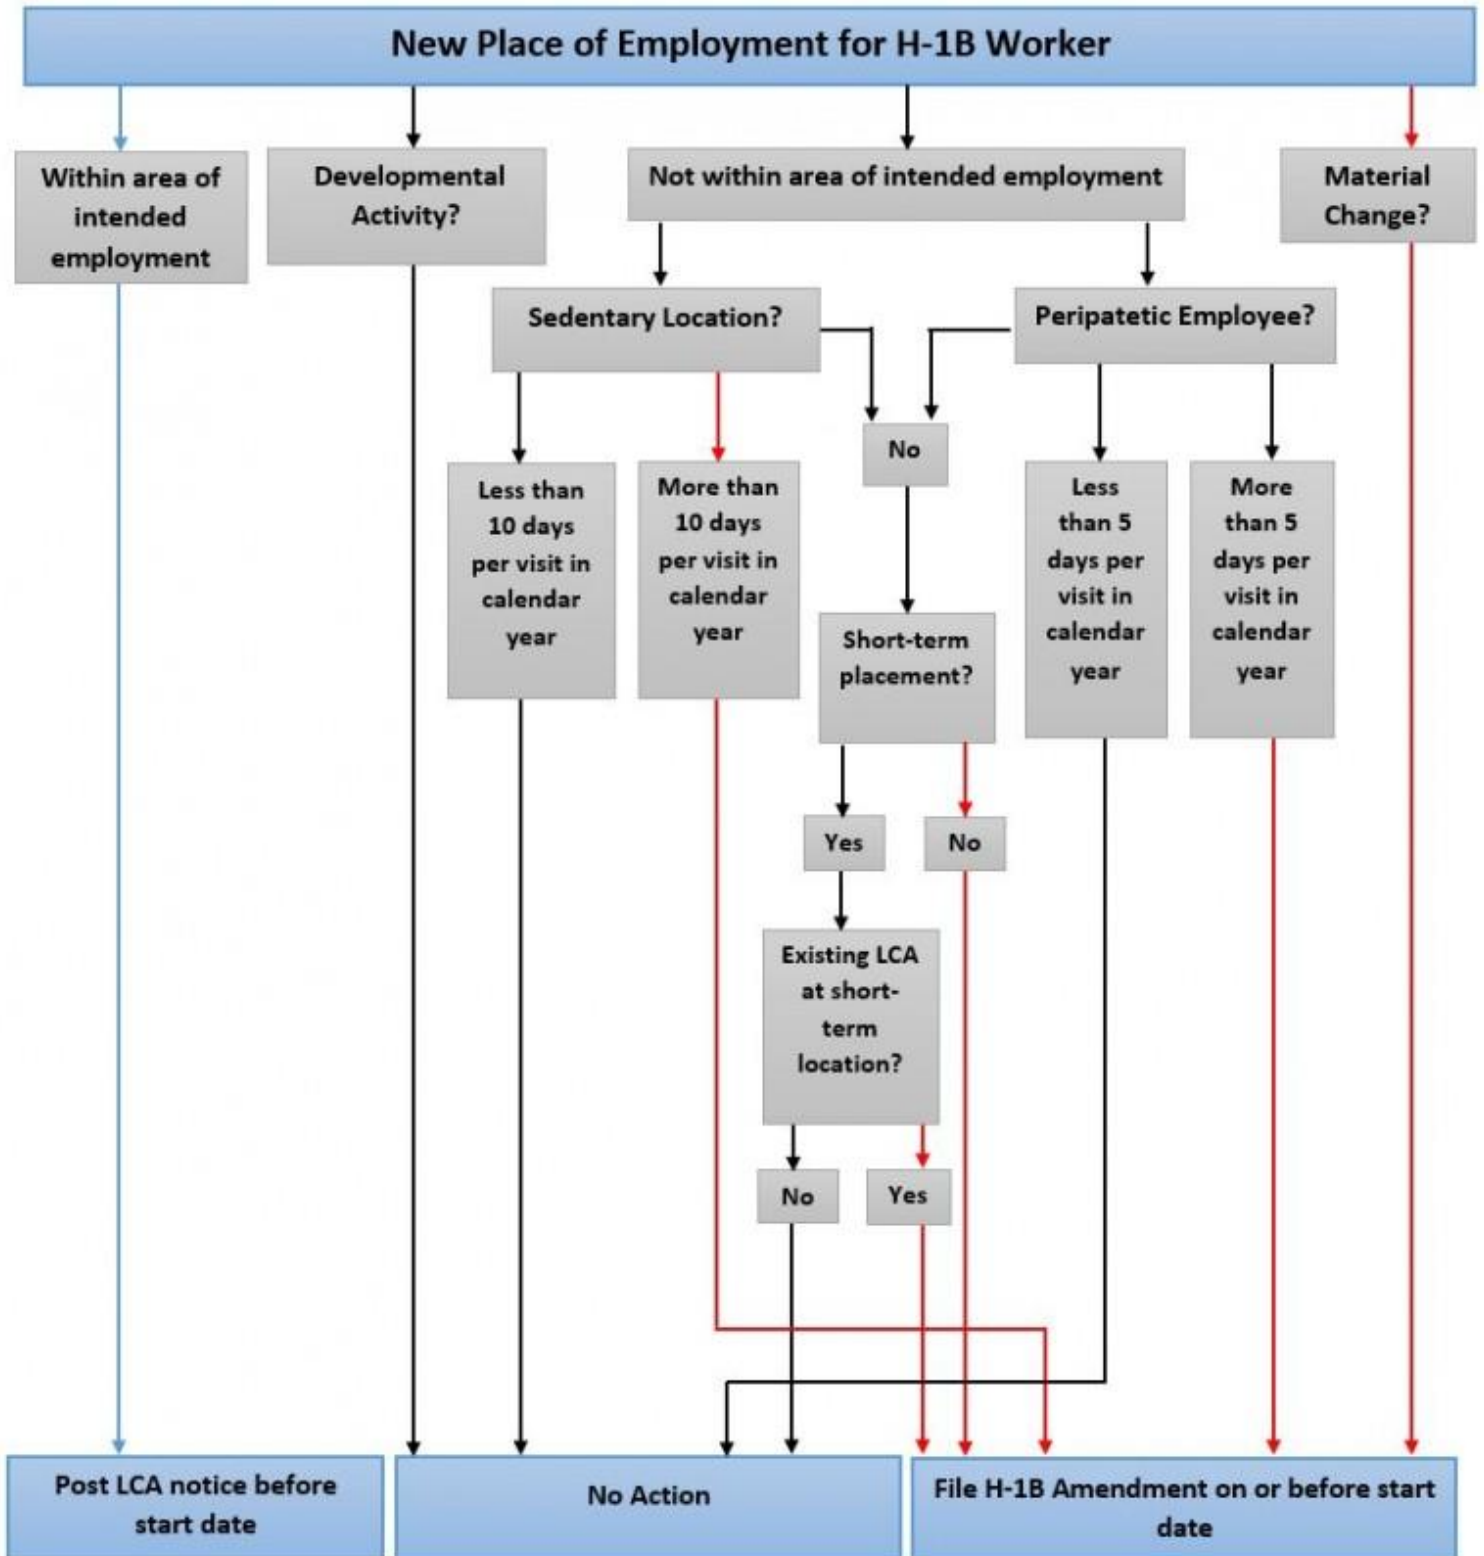 New Place of Employment for H-1B Worker
Within area of
intended
employment
Developmental
Activity?
Not within area of intended employment
Material
Change?
Sedentary Location?
Peripatetic Employee?
No
Less than
10 days
per visit in
calendar
year
More than
10 days
per visit in
calendar
year
Less
than 5
days per
visit in
calendar
year
More
than 5
days per
visit in
calendar
year
Short-term
placement?
Yes
No
Existing LCA
at short-
term
location?
No
Yes
Post LCA notice before
start date
No Action
File H-1B Amendment on or before start
date